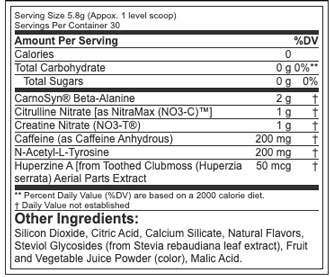 Serving Size 5.8g (Appox. 1 level scoop)
Servings Per Container 30
Amount Per Serving %DV
Calories 0
Total Carbohydrate 0 g 0%**
Total Sugars 0 g 0%
CarnoSyn® Beta-Alanine 2 g †
Citrulline Nitrate [as NitraMax (NO3-C)™] 1 g †
Creatine Nitrate (NO3-T®) 1 g †
Caffeine (as Caffeine Anhydrous) 200 mg †
N-Acetyl-L-Tyrosine 200 mg †
Huperzine A [from Toothed Clubmoss (Huperzia 50 mcg †
serrata) Aerial Parts Extract
** Percent Daily Value (%DV) are based on a 2000 calorie diet.
† Daily Value not established
Other Ingredients:
Silicon Dioxide, Citric Acid, Calcium Silicate, Natural Flavors,
Steviol Glycosides (from Stevia rebaudiana leaf extract), Fruit
and Vegetable Juice Powder (color), Malic Acid.